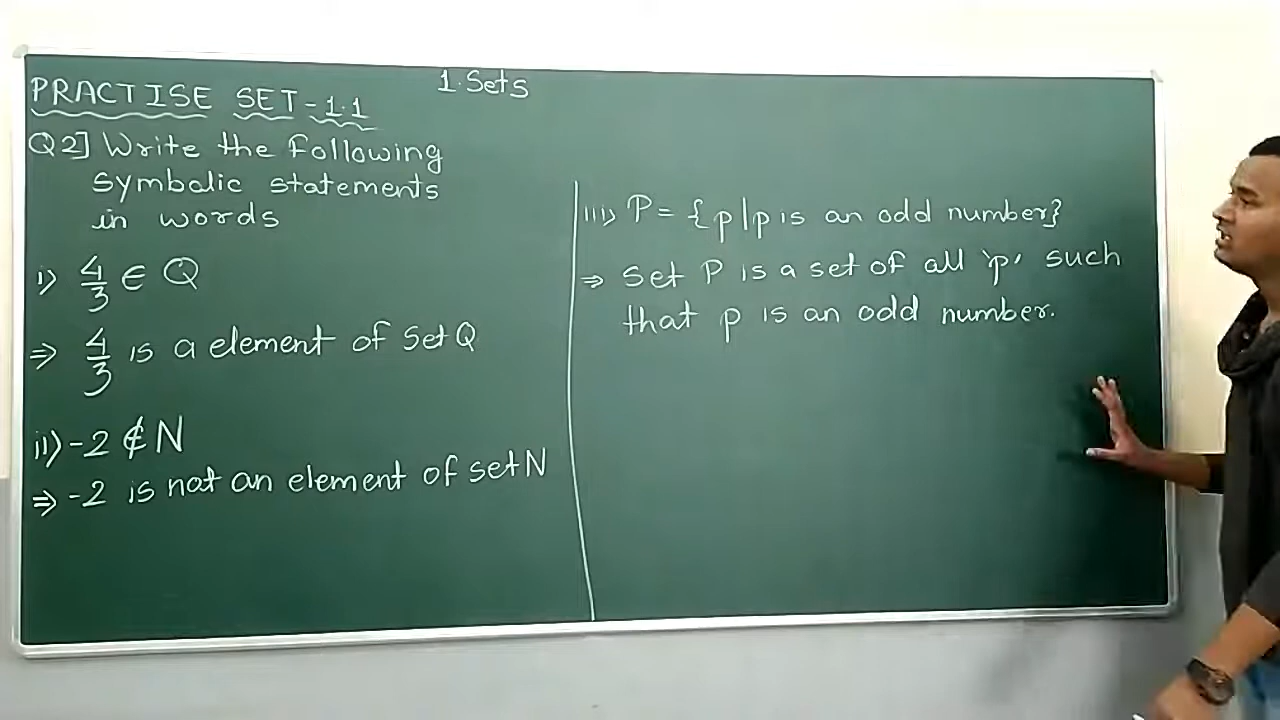 1. Sets
PRACTISE SET-1.1
Q2] Write the following
symbolic statements
in words
i) 4/3 ∈ Q
⇒ 4/3 is a element of set Q
ii) -2 ∉ N
⇒ -2 is not an element of set N
iii) P = {p|p is an odd number}
⇒ Set P is a set of all 'p' such
that p is an odd number.